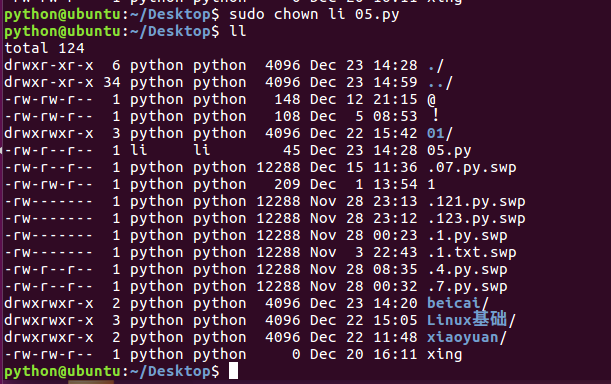 python@ubuntu:~/Desktop$ sudo chown li 05.py
python@ubuntu:~/Desktop$ ll
total 124
drwxr-xr-x  6 python python  4096 Dec 23 14:28 ./
drwxr-xr-x 34 python python  4096 Dec 23 14:59 ../
-rw-rw-r--  1 python python   148 Dec 12 21:15 @
-rw-rw-r--  1 python python   108 Dec  5 08:53 ！
drwxrwxr-x  3 python python  4096 Dec 22 15:42 01/
-rw-r--r--  1 li     li        45 Dec 23 14:28 05.py
-rw-r--r--  1 python python 12288 Dec 15 11:36 .07.py.swp
-rw-rw-r--  1 python python   209 Dec  1 13:54 1
-rw-------  1 python python 12288 Nov 28 23:13 .121.py.swp
-rw-------  1 python python 12288 Nov 28 23:12 .123.py.swp
-rw-------  1 python python 12288 Nov 28 00:23 .1.py.swp
-rw-------  1 python python 12288 Nov  3 22:43 .1.txt.swp
-rw-r--r--  1 python python 12288 Nov 28 08:35 .4.py.swp
-rw-r--r--  1 python python 12288 Nov 28 00:32 .7.py.swp
drwxrwxr-x  2 python python  4096 Dec 23 14:20 beicai/
drwxrwxr-x  3 python python  4096 Dec 22 15:05 Linux基础/
drwxrwxr-x  2 python python  4096 Dec 22 11:48 xiaoyuan/
-rw-rw-r--  1 python python     0 Dec 20 16:11 xing
python@ubuntu:~/Desktop$